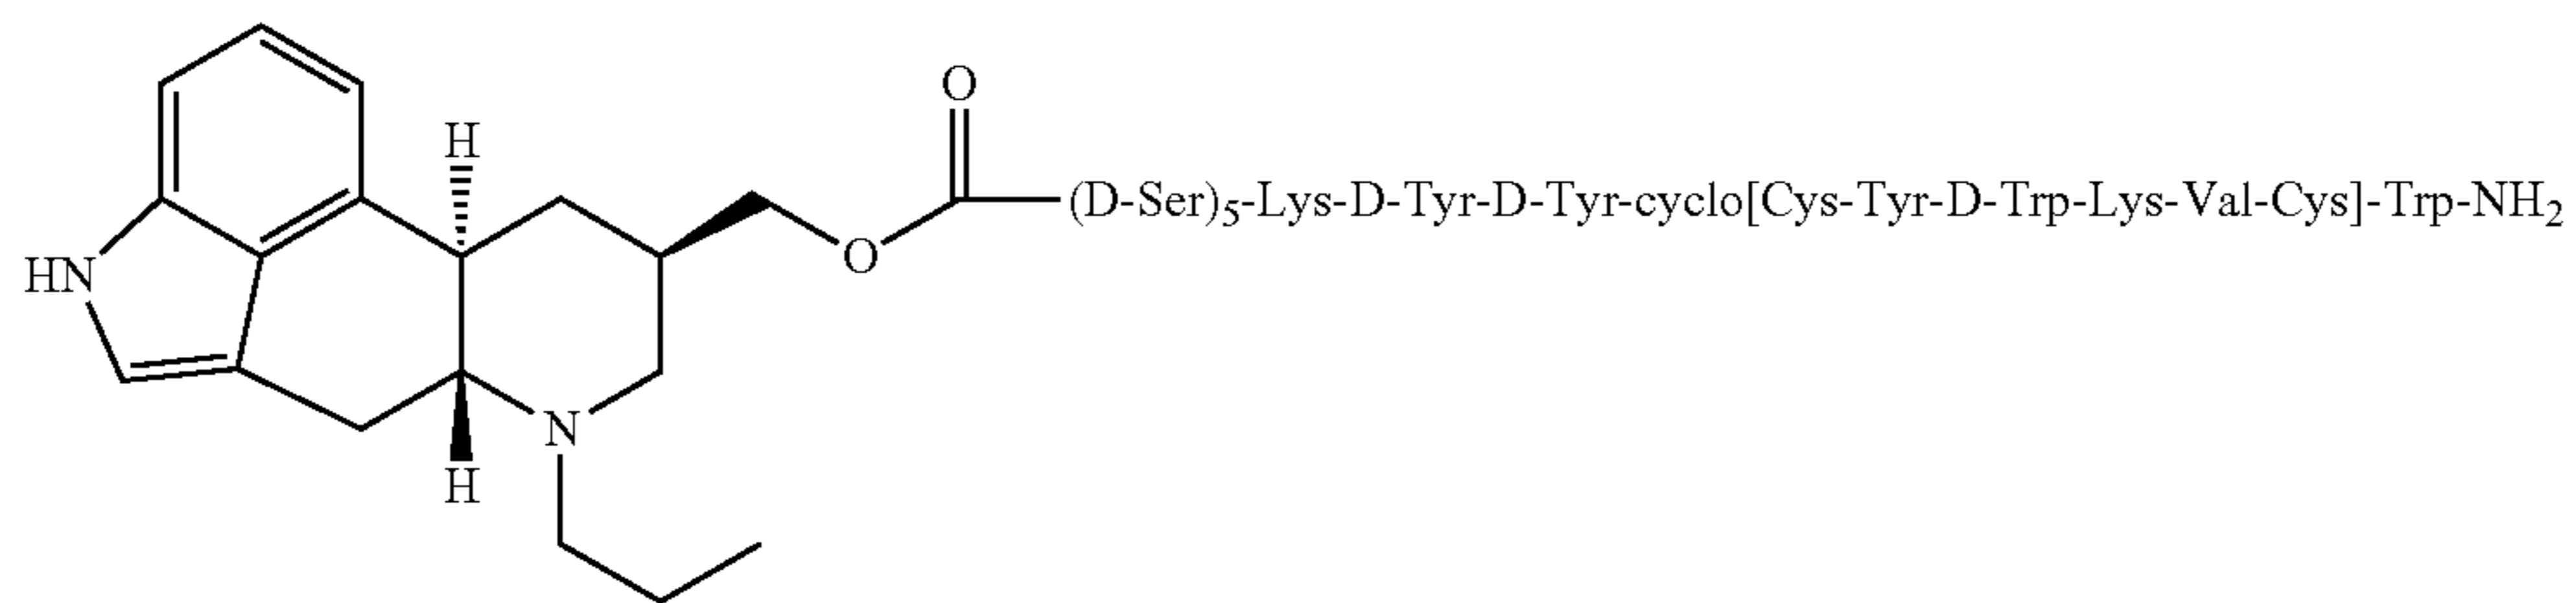 O
H
(D-Ser)5-Lys-D-Tyr-D-Tyr-cyclo[Cys-Tyr-D-Trp-Lys-Val-Cys]-Trp-NH2
O
HN
N
H